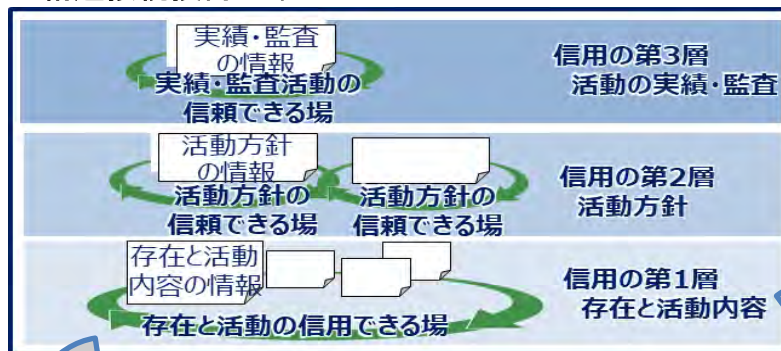 実績・監査
の情報
実績・監査活動の
信頼できる場
信用の第3層
活動の実績・監査
活動方針
の情報
活動方針の
信頼できる場
活動方針の
信頼できる場
信用の第2層
活動方針
存在と活動
内容の情報
存在と活動の信用できる場
信用の第1層
存在と活動内容